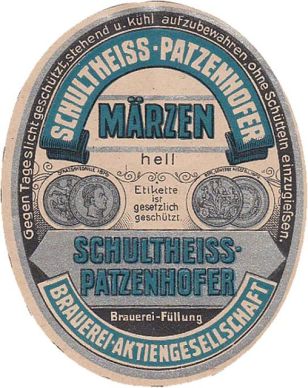 Gegen Tageslicht geschützt, stehend u. kühl aufzubewahren, ohne Schütteln einzugießen.
SCHULTHEISS-PATZENHOFER
MÄRZEN
hell
Etikette
ist
gesetzlich
geschützt.
SCHULTHEISS-
PATZENHOFER
Brauerei-Füllung
BRAUEREI-AKTIENGESELLSCHAFT